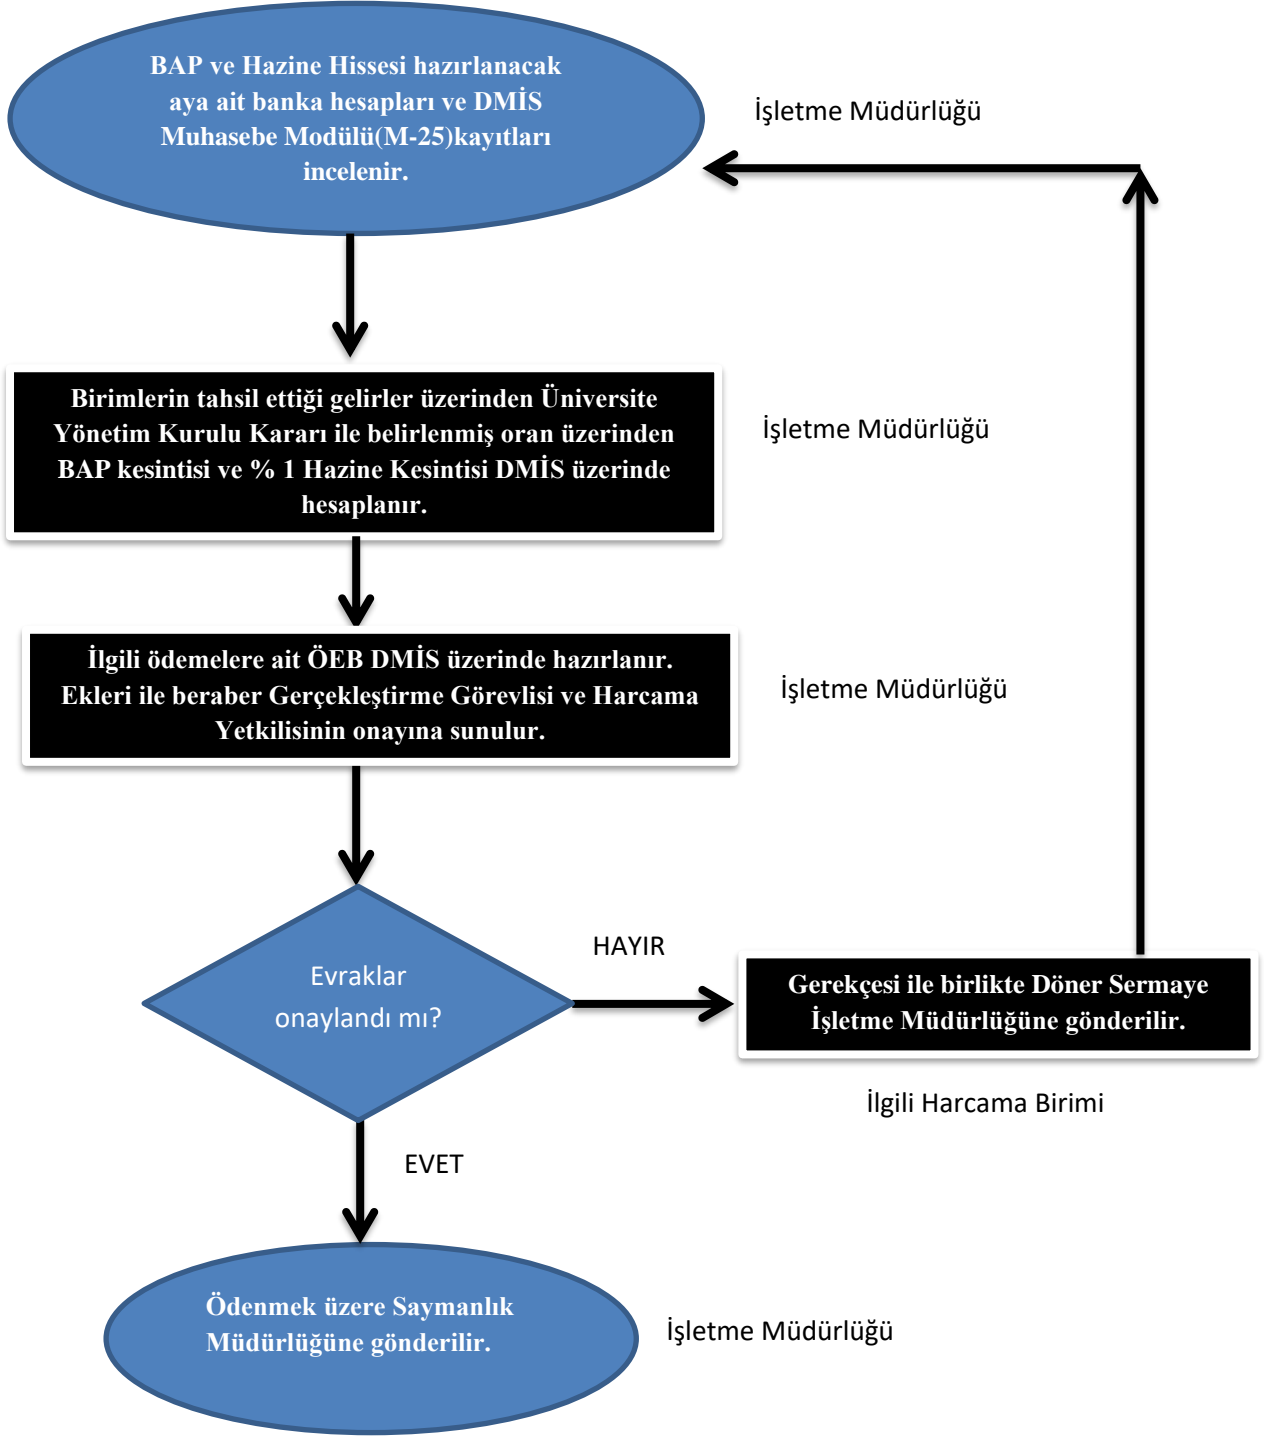 BAP ve Hazine Hissesi hazırlanacak
aya ait banka hesapları ve DMİS
Muhasebe Modülü(M-25)kayıtları
incelenir.
İşletme Müdürlüğü
Birimlerin tahsil ettiği gelirler üzerinden Üniversite
Yönetim Kurulu Kararı ile belirlenmiş oran üzerinden
BAP kesintisi ve % 1 Hazine Kesintisi DMİS üzerinde
hesaplanır.
İşletme Müdürlüğü
İlgili ödemelere ait ÖEB DMİS üzerinde hazırlanır.
Ekleri ile beraber Gerçekleştirme Görevlisi ve Harcama
Yetkilisinin onayına sunulur.
İşletme Müdürlüğü
Evraklar
onaylandı mı?
HAYIR
Gerekçesi ile birlikte Döner Sermaye
İşletme Müdürlüğüne gönderilir.
İlgili Harcama Birimi
EVET
Ödenmek üzere Saymanlık
Müdürlüğüne gönderilir.
İşletme Müdürlüğü